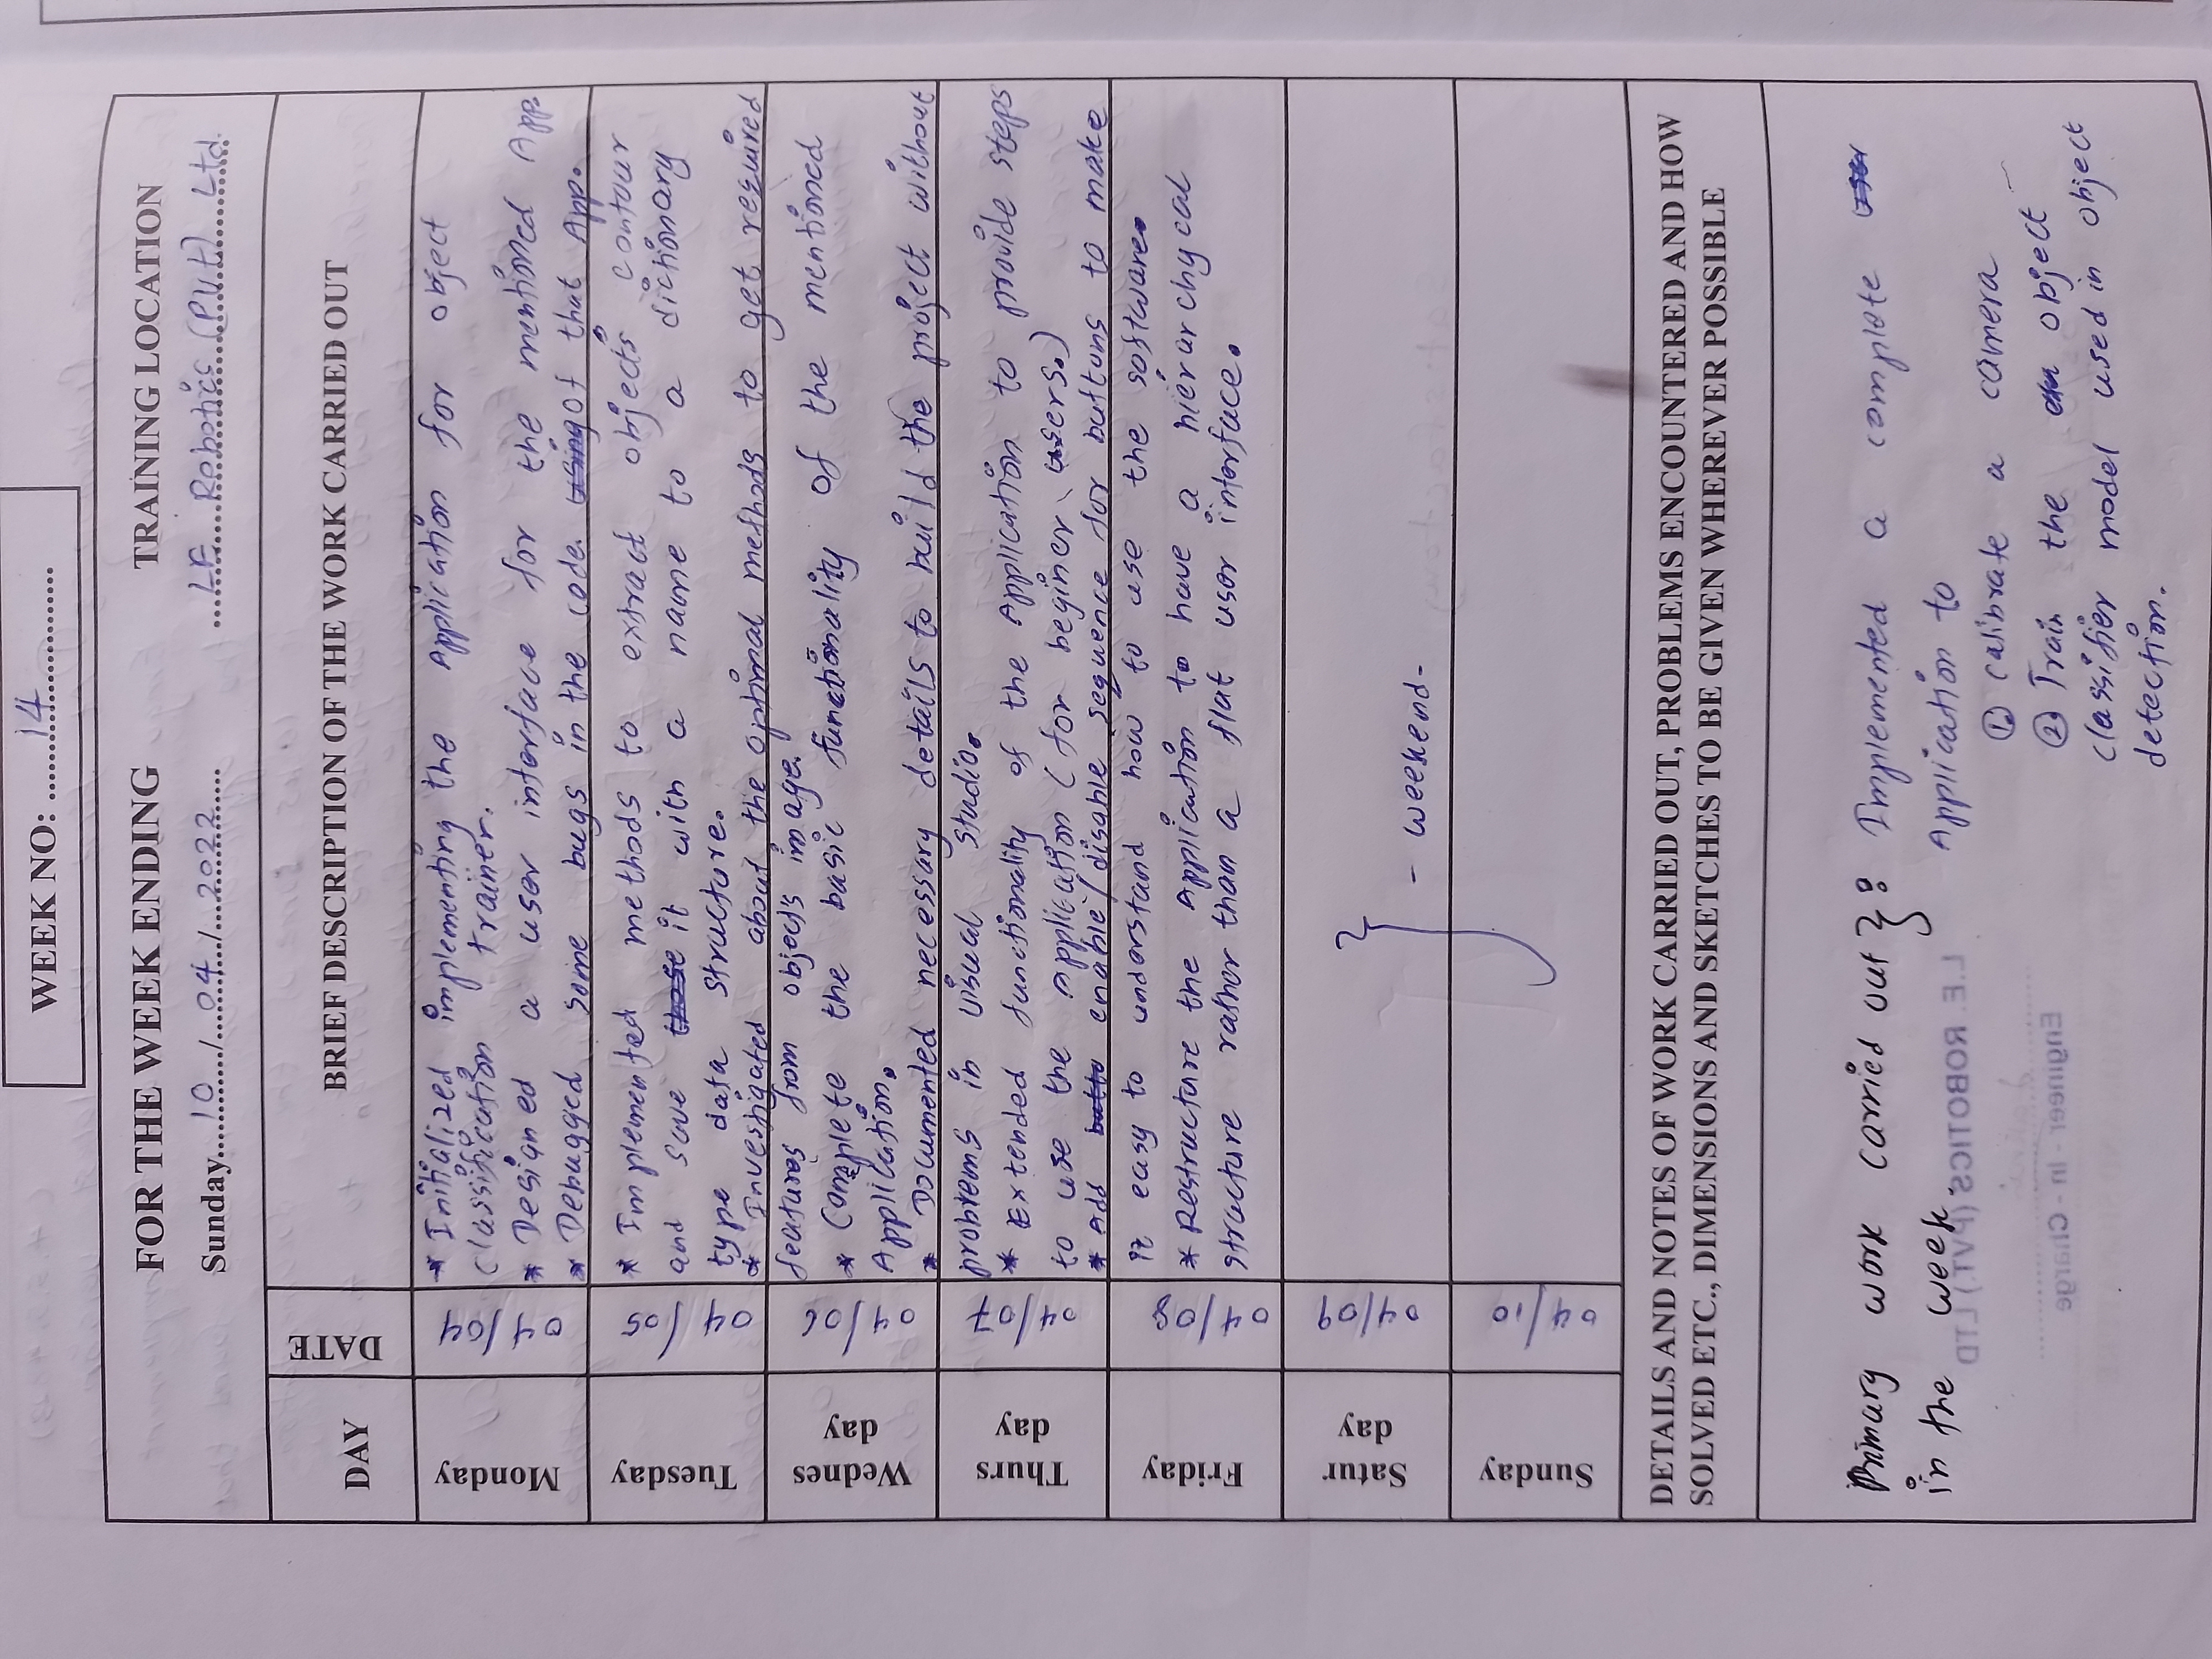 WEEK NO: ........14....................
FOR THE WEEK ENDING
TRAINING LOCATION
Sunday....10..../...04..../...2022.....
LE Robotics (Pvt) Ltd.
DAY
DATE
BRIEF DESCRIPTION OF THE WORK CARRIED OUT
Monday
04/04
* Initialized implementing the Application for object
classification trainer.
* Designed a user interface for the mentioned App.
* Debugged some bugs in the code. using of that App.
Tuesday
04/05
* Implemented methods to extract objects contour
and save those it with a name to a dictionary
type data structure.
* Investigated about the optimal methods to get required
Wednes
day
04/06
features from object's image.
* Complete the basic functionality of the mentioned
Application.
* Documented necessary details to build the project without
Thurs
day
04/07
problems in visual studio.
* Extended functionality of the Application to provide steps
to use the Application (for beginer users.)
* Add butto enable/disable sequence for buttons to make
Friday
04/08
it easy to understand how to use the software.
* Restructure the Application to have a hierarchycal
structure rather than a flat user interface.
Satur
day
04/09
- weekend-
Sunday
04/10
DETAILS AND NOTES OF WORK CARRIED OUT, PROBLEMS ENCOUNTERED AND HOW
SOLVED ETC., DIMENSIONS AND SKETCHES TO BE GIVEN WHEREVER POSSIBLE
Primary work carried out } : Implemented a complete user
in the week. Application to
L.E. ROBOTICS (PVT.) LTD
① Calibrate a camera
② Train the object
Engineer - In - Charge
classifier model used in object
detection.